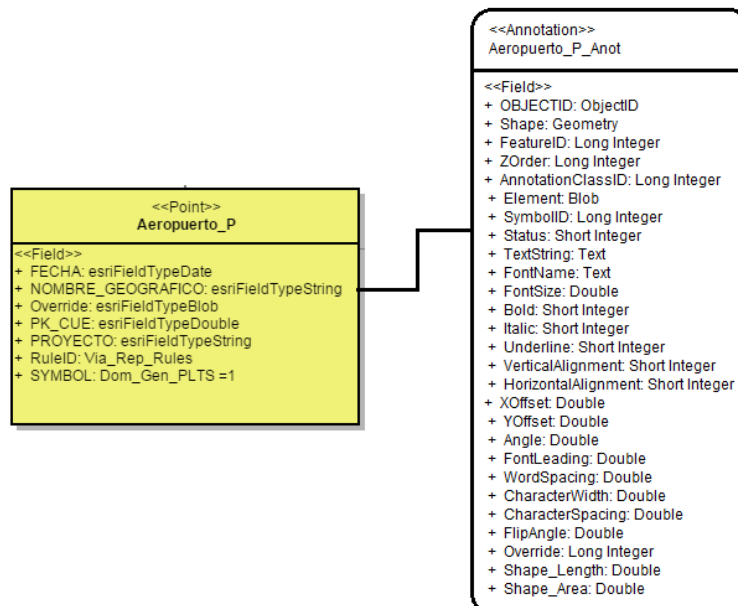 <<Point>>
Aeropuerto_P
<<Field>>
+ FECHA: esriFieldTypeDate
+ NOMBRE_GEOGRAFICO: esriFieldTypeString
+ Override: esriFieldTypeBlob
+ PK_CUE: esriFieldTypeDouble
+ PROYECTO: esriFieldTypeString
+ RuleID: Via_Rep_Rules
+ SYMBOL: Dom_Gen_PLTS =1
<<Annotation>>
Aeropuerto_P_Anot
<<Field>>
+ OBJECTID: ObjectID
+ Shape: Geometry
+ FeatureID: Long Integer
+ ZOrder: Long Integer
+ AnnotationClassID: Long Integer
+ Element: Blob
+ SymbolID: Long Integer
+ Status: Short Integer
+ TextString: Text
+ FontName: Text
+ FontSize: Double
+ Bold: Short Integer
+ Italic: Short Integer
+ Underline: Short Integer
+ VerticalAlignment: Short Integer
+ HorizontalAlignment: Short Integer
+ XOffset: Double
+ YOffset: Double
+ Angle: Double
+ FontLeading: Double
+ WordSpacing: Double
+ CharacterWidth: Double
+ CharacterSpacing: Double
+ FlipAngle: Double
+ Override: Long Integer
+ Shape_Length: Double
+ Shape_Area: Double